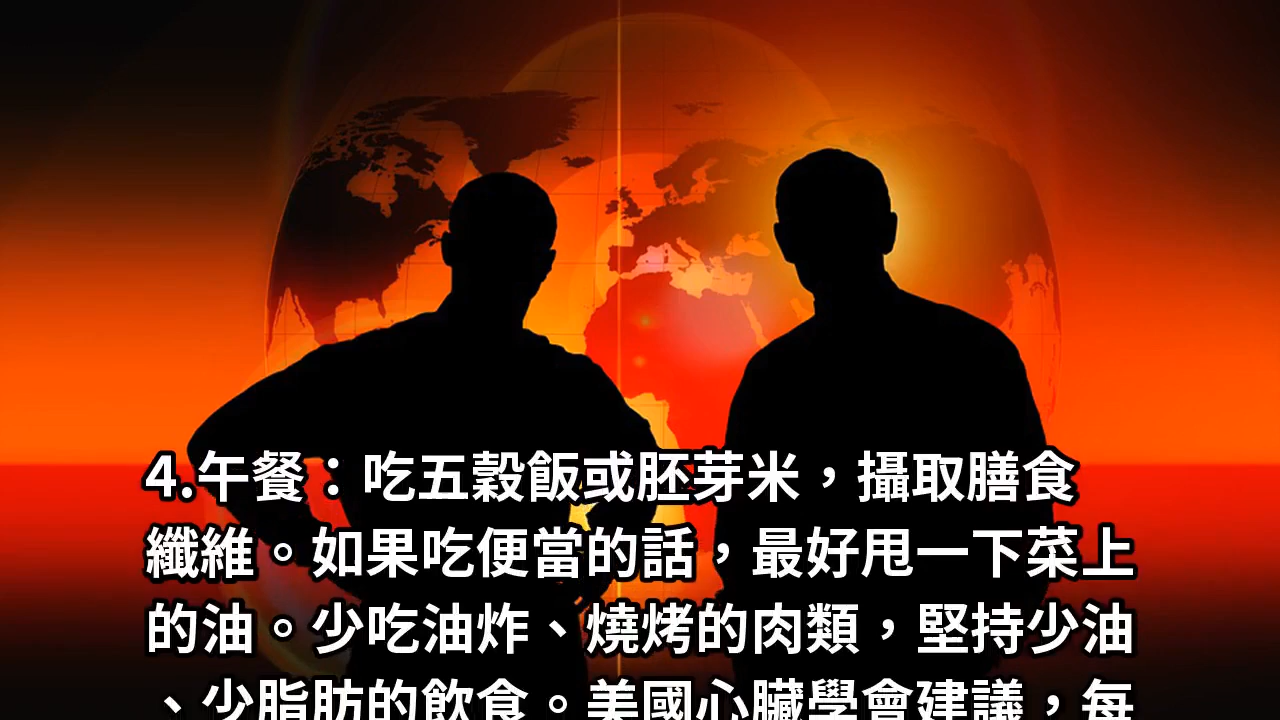 4.午餐：吃五穀飯或胚芽米，攝取膳食
纖維。如果吃便當的話，最好甩一下菜上
的油。少吃油炸、燒烤的肉類，堅持少油
、少脂肪的飲食。美國心臟學會建議，每